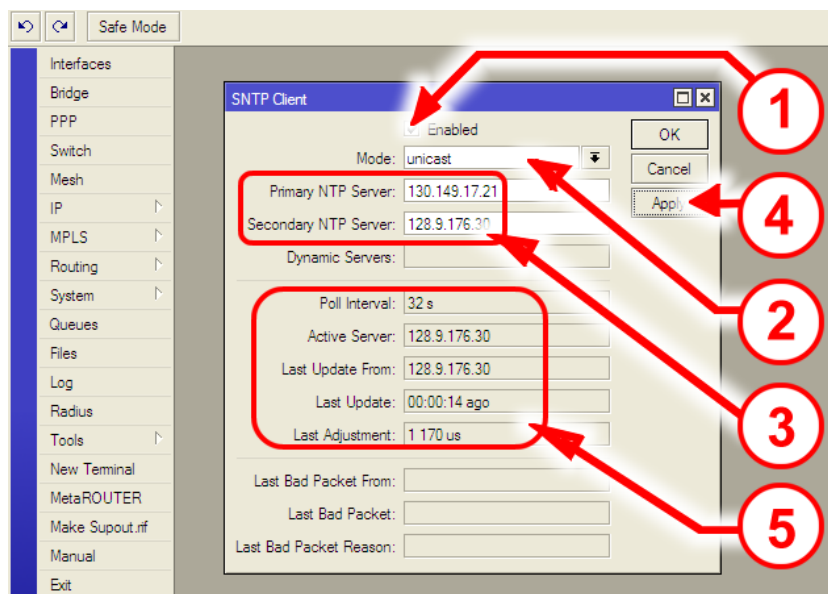 Safe Mode
Interfaces
Bridge
PPP
Switch
Mesh
IP
MPLS
Routing
System
Queues
Files
Log
Radius
Tools
New Terminal
MetaROUTER
Make Supout.rif
Manual
Exit
SNTP Client
Enabled
Mode: unicast
Primary NTP Server: 130.149.17.21
Secondary NTP Server: 128.9.176.30
Dynamic Servers:
Poll Interval: 32 s
Active Server: 128.9.176.30
Last Update From: 128.9.176.30
Last Update: 00:00:14 ago
Last Adjustment: 1 170 us
Last Bad Packet From:
Last Bad Packet:
Last Bad Packet Reason:
OK
Cancel
Apply
1
4
2
3
5